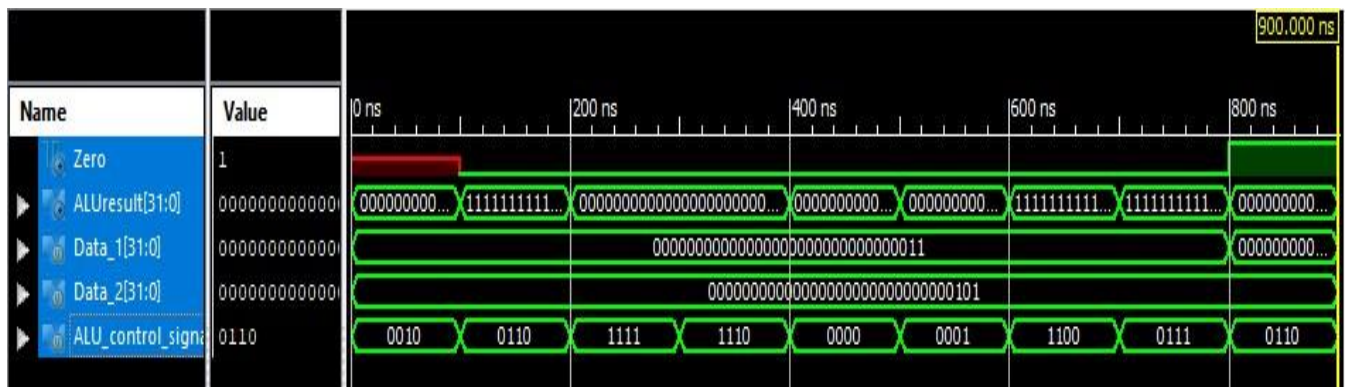 900.000 ns
Name Value 0 ns 200 ns 400 ns 600 ns 800 ns
Zero 1
ALUresult[31:0] 0000000000000 000000000... 1111111111... 0000000000000000000000... 0000000000... 000000000... 1111111111... 1111111111... 000000000...
Data_1[31:0] 0000000000000 00000000000000000000000000000011 000000000...
Data_2[31:0] 0000000000000 00000000000000000000000000000101
ALU_control_signa 0110 0010 0110 1111 1110 0000 0001 1100 0111 0110